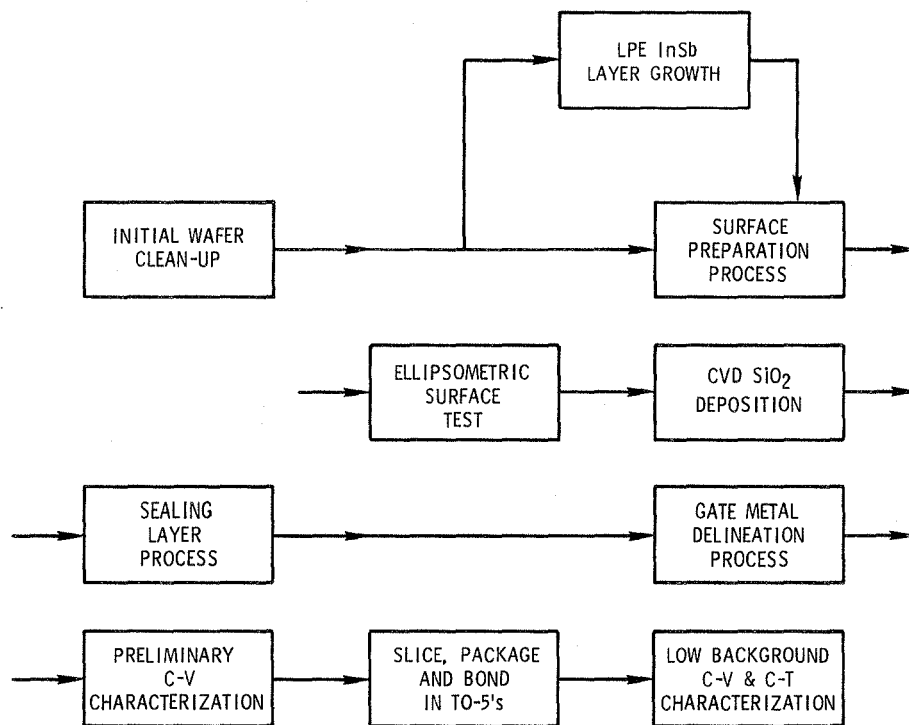 LPE InSb
LAYER GROWTH
INITIAL WAFER
CLEAN-UP
SURFACE
PREPARATION
PROCESS
ELLIPSOMETRIC
SURFACE
TEST
CVD SiO₂
DEPOSITION
SEALING
LAYER
PROCESS
GATE METAL
DELINEATION
PROCESS
PRELIMINARY
C-V
CHARACTERIZATION
SLICE, PACKAGE
AND BOND
IN TO-5's
LOW BACKGROUND
C-V & C-T
CHARACTERIZATION